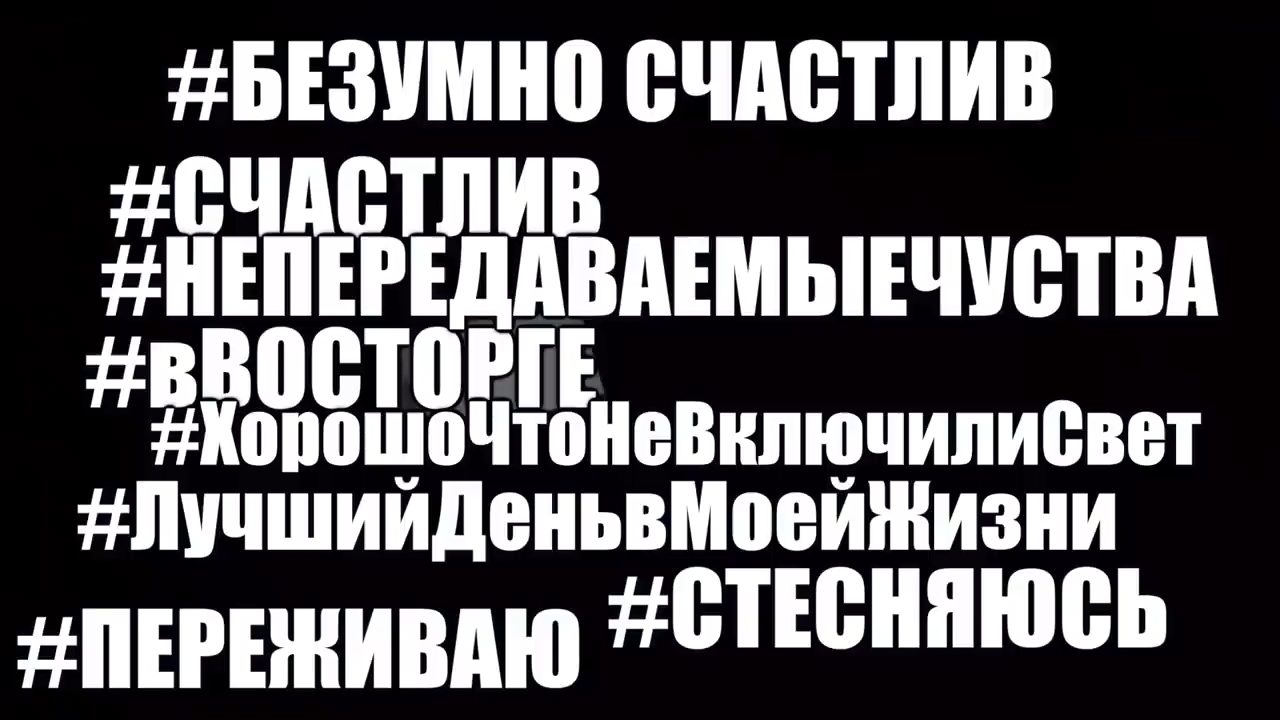 #БЕЗУМНО СЧАСТЛИВ
#СЧАСТЛИВ
#НЕПЕРЕДАВАЕМЫЕЧУСТВА
#вВОСТОРГЕ
#ХорошоЧтоНеВключилиСвет
#ЛучшийДеньвМоейЖизни
#СТЕСНЯЮСЬ
#ПЕРЕЖИВАЮ